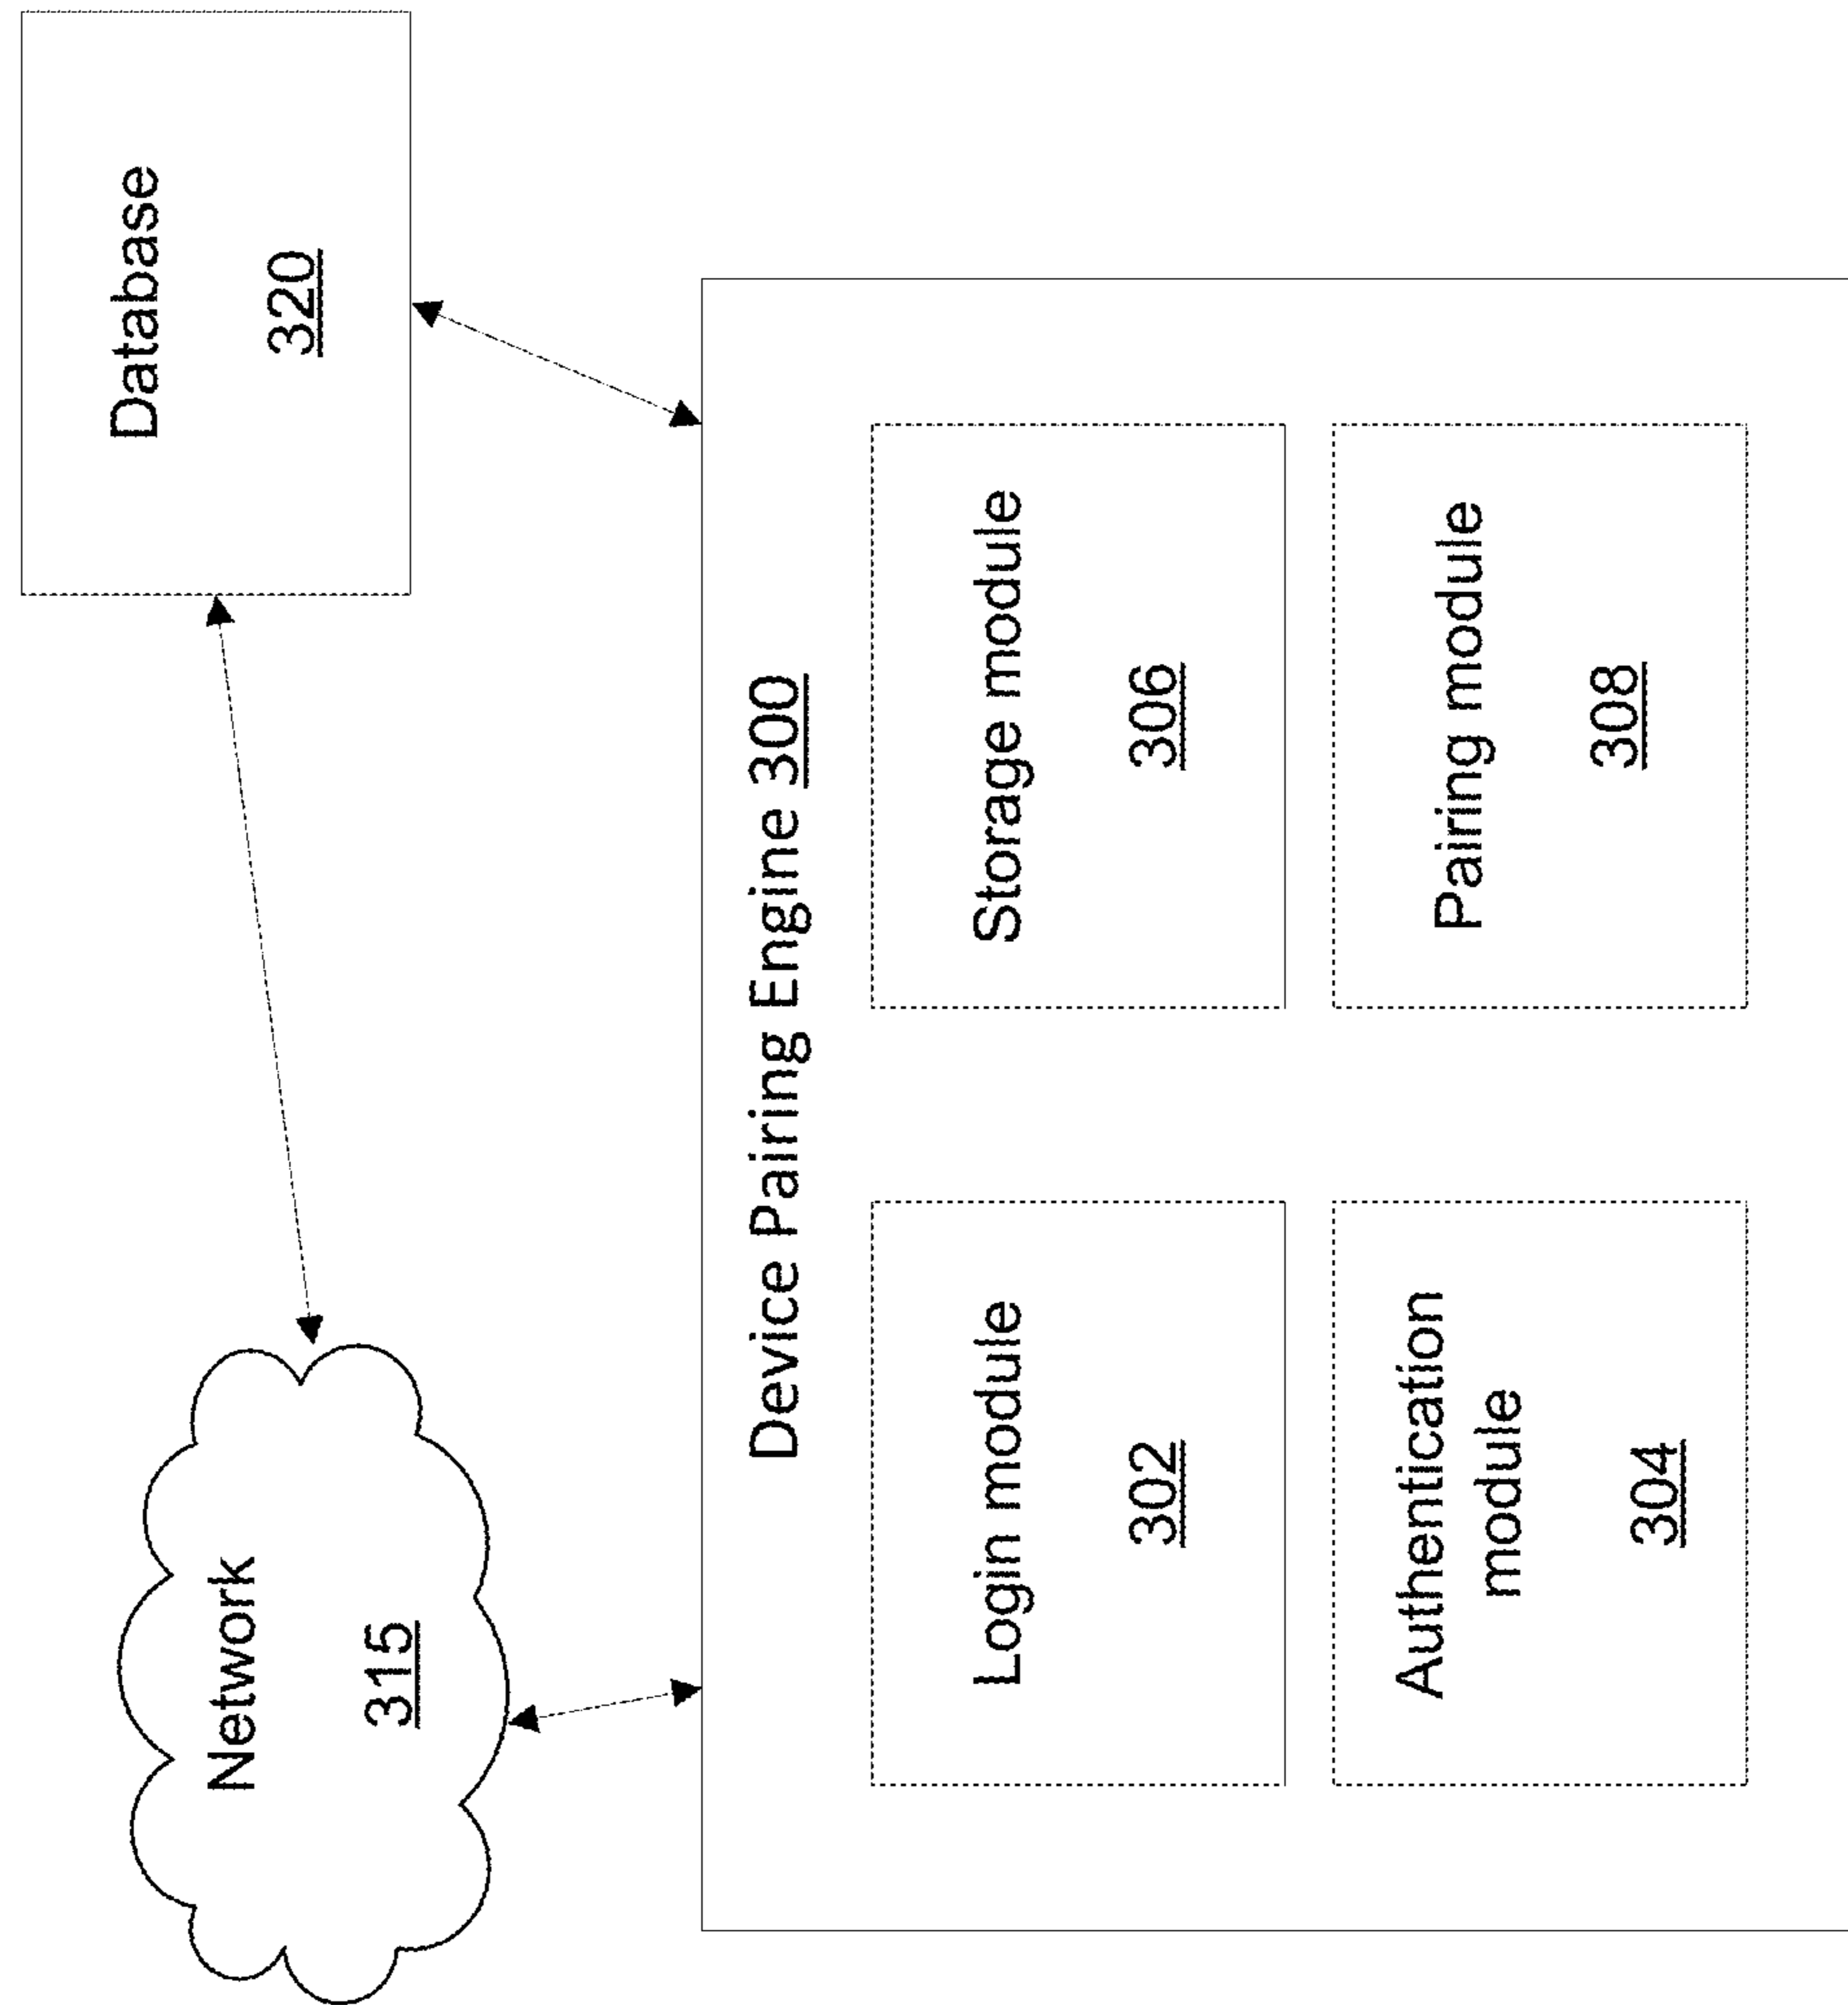 Network
315
Database
320
Device Pairing Engine 300
Login module
302
Storage module
306
Authentication
module
304
Pairing module
308